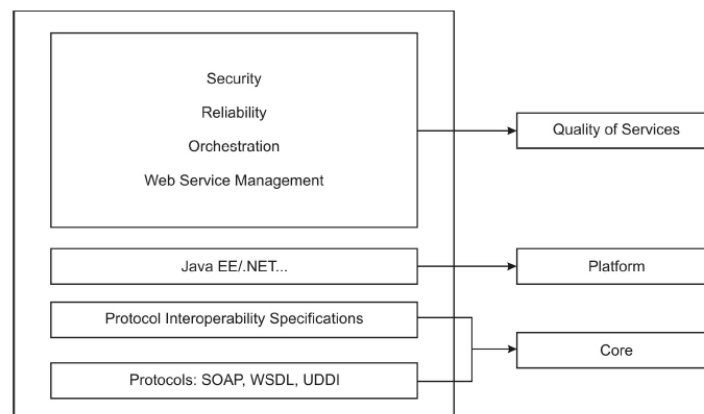 Security
Reliability
Orchestration
Web Service Management
Quality of Services
Java EE/.NET...
Platform
Protocol Interoperability Specifications
Core
Protocols: SOAP, WSDL, UDDI